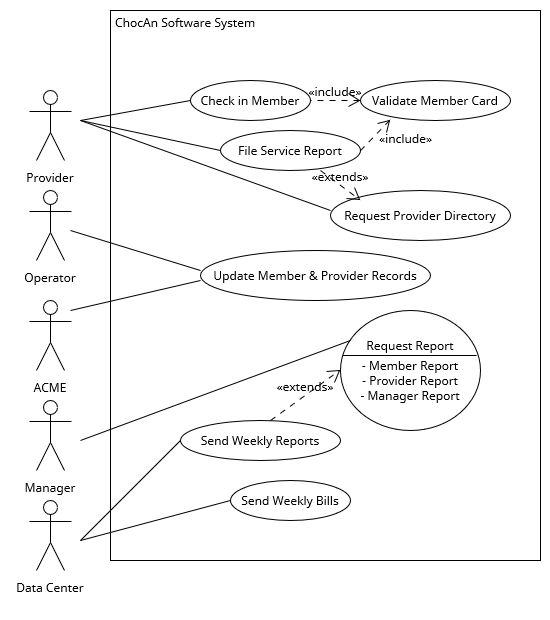 ChocAn Software System
Check in Member
«include»
Validate Member Card
File Service Report
«include»
«extends»
Provider
Request Provider Directory
Operator
Update Member & Provider Records
ACME
Request Report
- Member Report
- Provider Report
- Manager Report
«extends»
Manager
Send Weekly Reports
Send Weekly Bills
Data Center